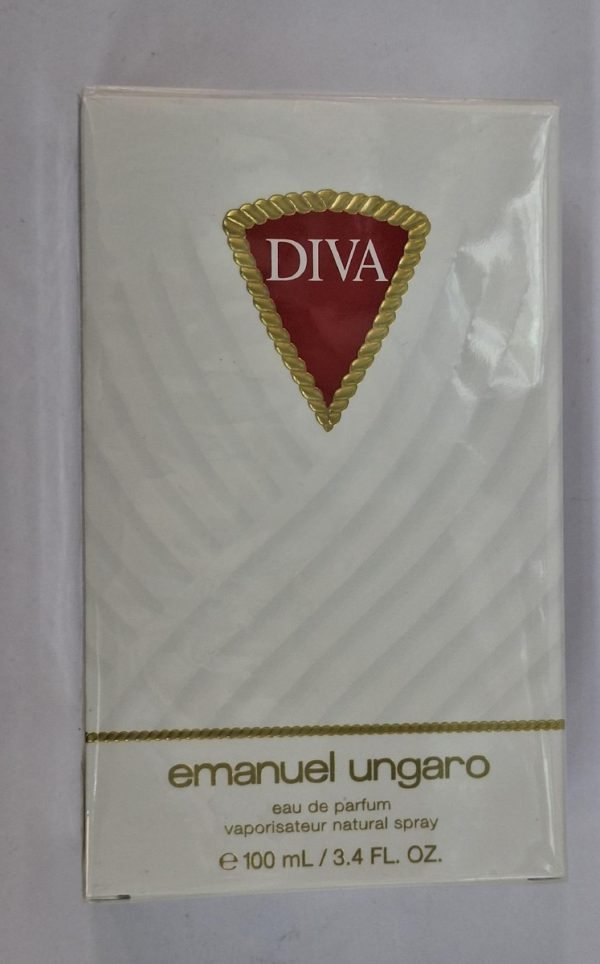 DIVA
emanuel ungaro
eau de parfum
vaporisateur natural spray
℮ 100 mL / 3.4 FL. OZ.